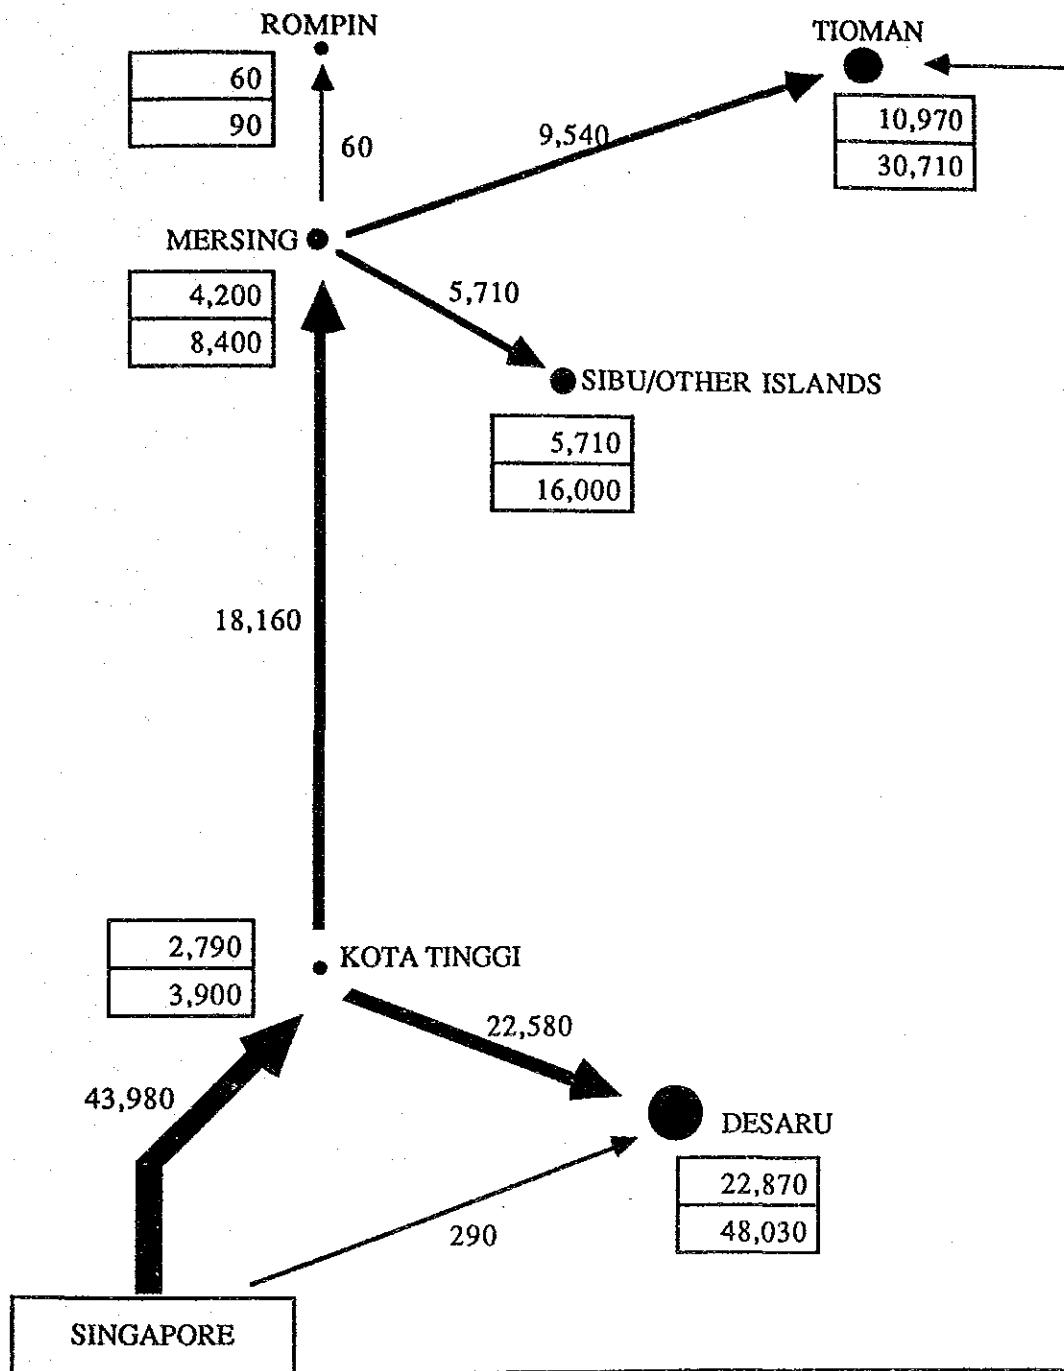 ROMPIN
60
90
60
TIOMAN
10,970
30,710
9,540
MERSING
4,200
8,400
5,710
SIBU/OTHER ISLANDS
5,710
16,000
18,160
2,790
3,900
KOTA TINGGI
22,580
43,980
DESARU
22,870
48,030
290
SINGAPORE